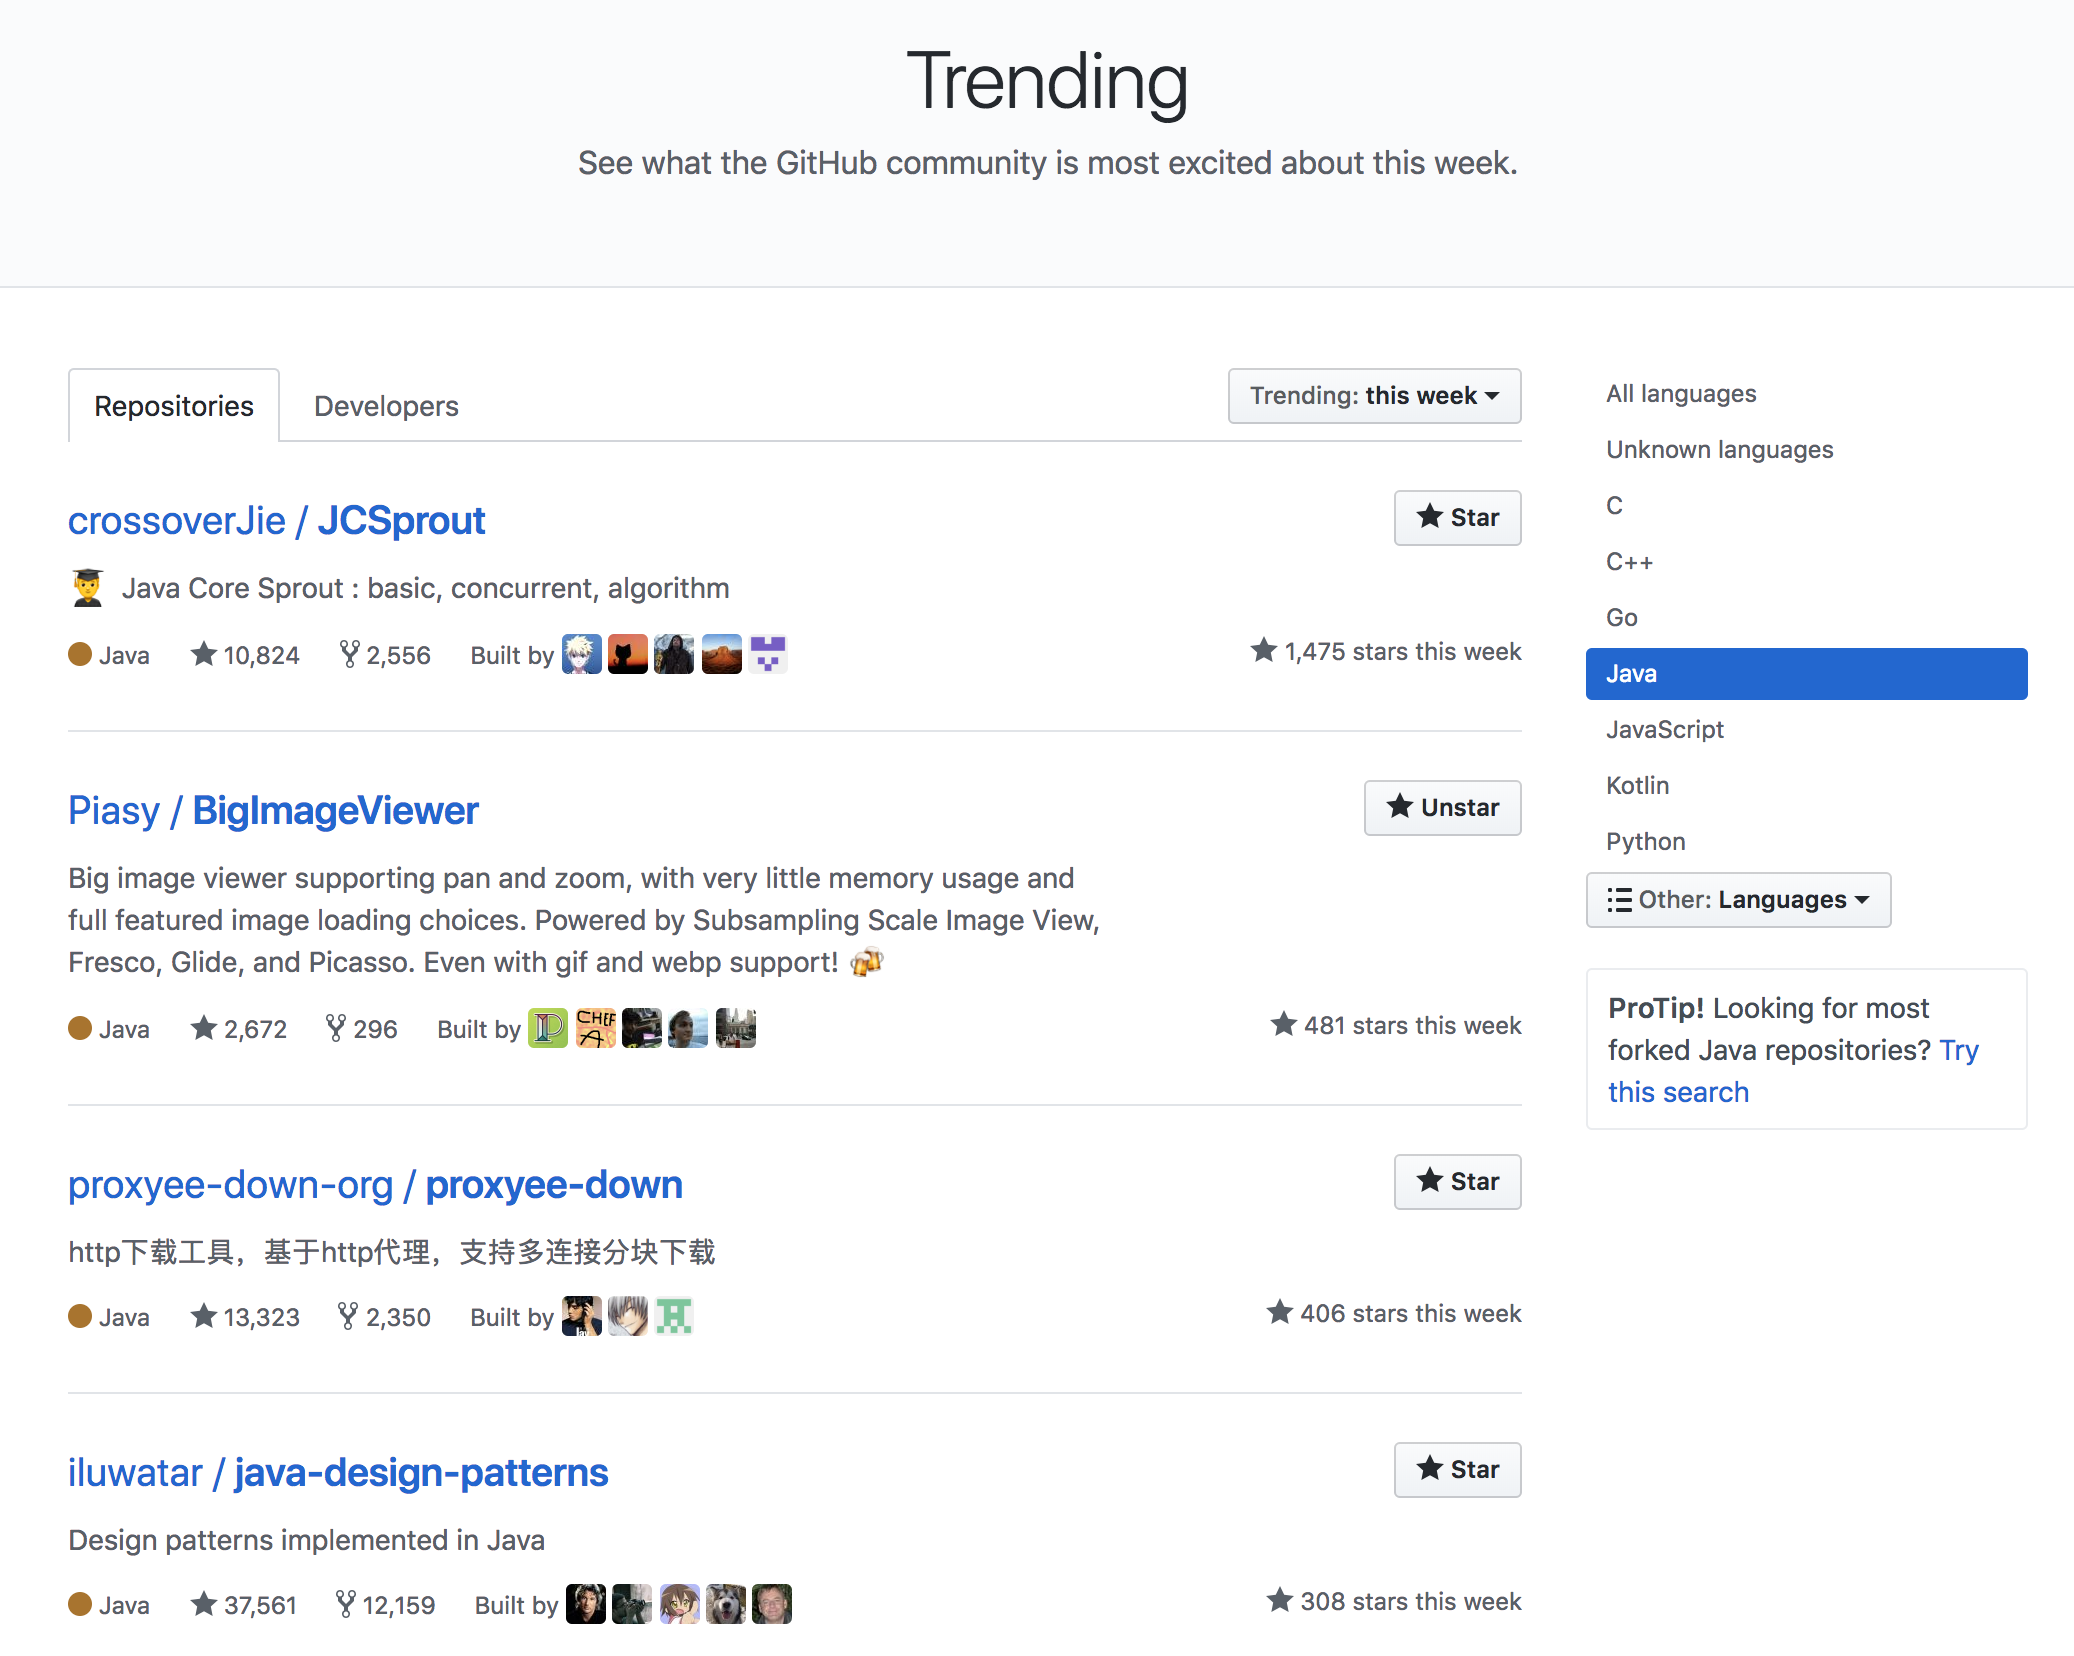 Trending
See what the GitHub community is most excited about this week.
Repositories
Developers
Trending: this week
crossoverJie / JCSprout
Star
Java Core Sprout : basic, concurrent, algorithm
Java 10,824 2,556 Built by
1,475 stars this week
Piasy / BigImageViewer
Unstar
Big image viewer supporting pan and zoom, with very little memory usage and
full featured image loading choices. Powered by Subsampling Scale Image View,
Fresco, Glide, and Picasso. Even with gif and webp support!
Java 2,672 296 Built by
CHEF
A
481 stars this week
proxyee-down-org / proxyee-down
Star
http下载工具，基于http代理，支持多连接分块下载
Java 13,323 2,350 Built by
406 stars this week
iluwatar / java-design-patterns
Star
Design patterns implemented in Java
Java 37,561 12,159 Built by
308 stars this week
All languages
Unknown languages
C
C++
Go
Java
JavaScript
Kotlin
Python
Other: Languages
ProTip! Looking for most
forked Java repositories? Try
this search